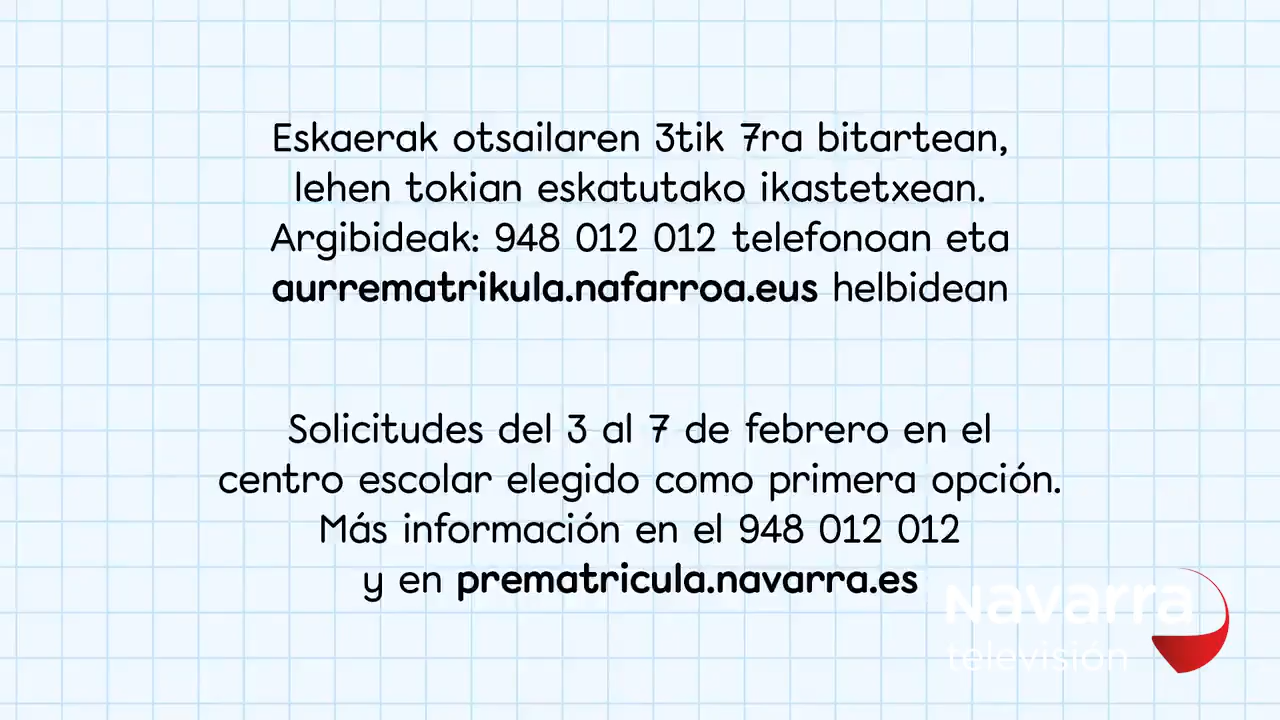 Eskaerak otsailaren 3tik 7ra bitartean,
lehen tokian eskatutako ikastetxean.
Argibideak: 948 012 012 telefonoan eta
aurrematrikula.nafarroa.eus helbidean
Solicitudes del 3 al 7 de febrero en el
centro escolar elegido como primera opción.
Más información en el 948 012 012
y en prematricula.navarra.es
Navarra
televisión